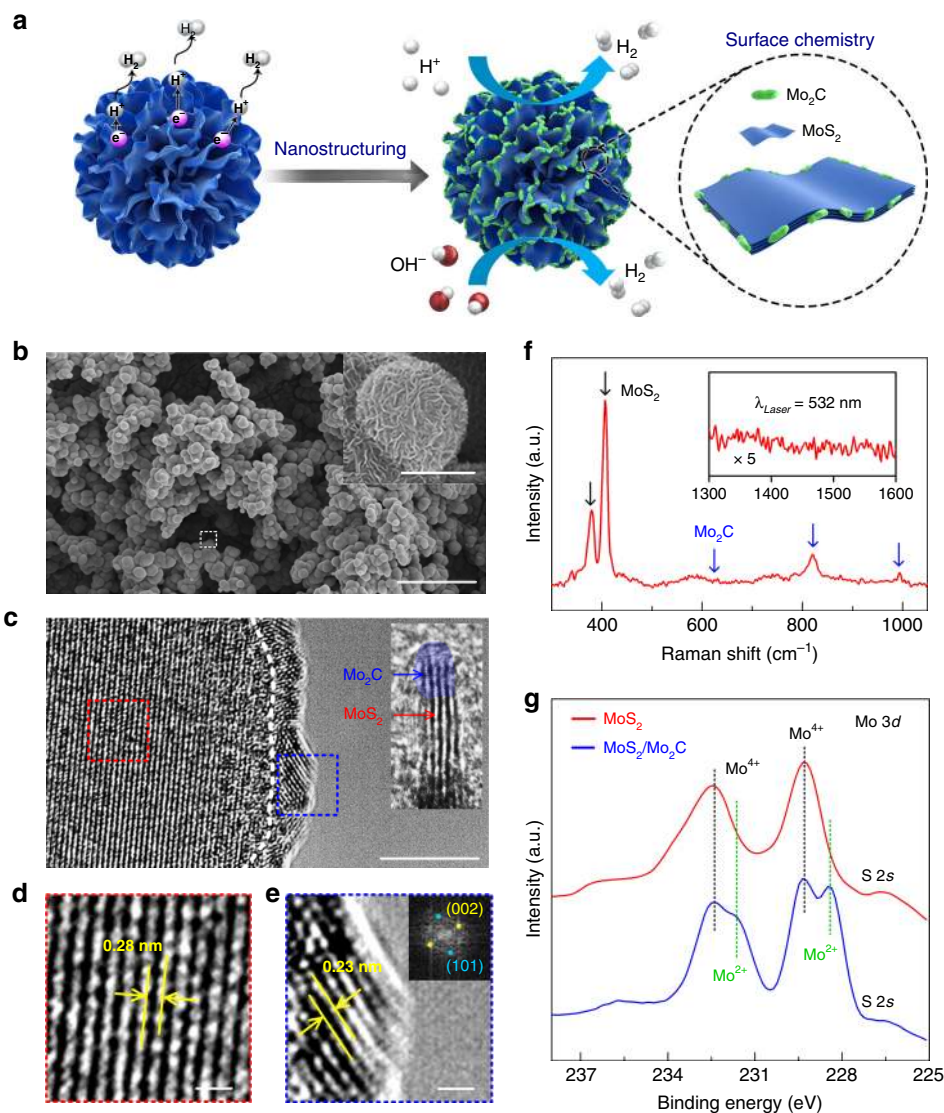 a
H₂
H₂
H₂
H⁺
H⁺
H⁺
e⁻
e⁻
e⁻
Nanostructuring
H⁺
H₂
OH⁻
H₂
Surface chemistry
Mo₂C
MoS₂
b
c
Mo₂C
MoS₂
d
0.28 nm
e
0.23 nm
(002)
(101)
f
Intensity (a.u.)
MoS₂
λLaser = 532 nm
× 5
1300 1400 1500 1600
Mo₂C
400 600 800 1000
Raman shift (cm⁻¹)
g
Intensity (a.u.)
MoS₂
MoS₂/Mo₂C
Mo 3d
Mo⁴⁺
Mo⁴⁺
S 2s
Mo²⁺
Mo²⁺
S 2s
237 234 231 228 225
Binding energy (eV)